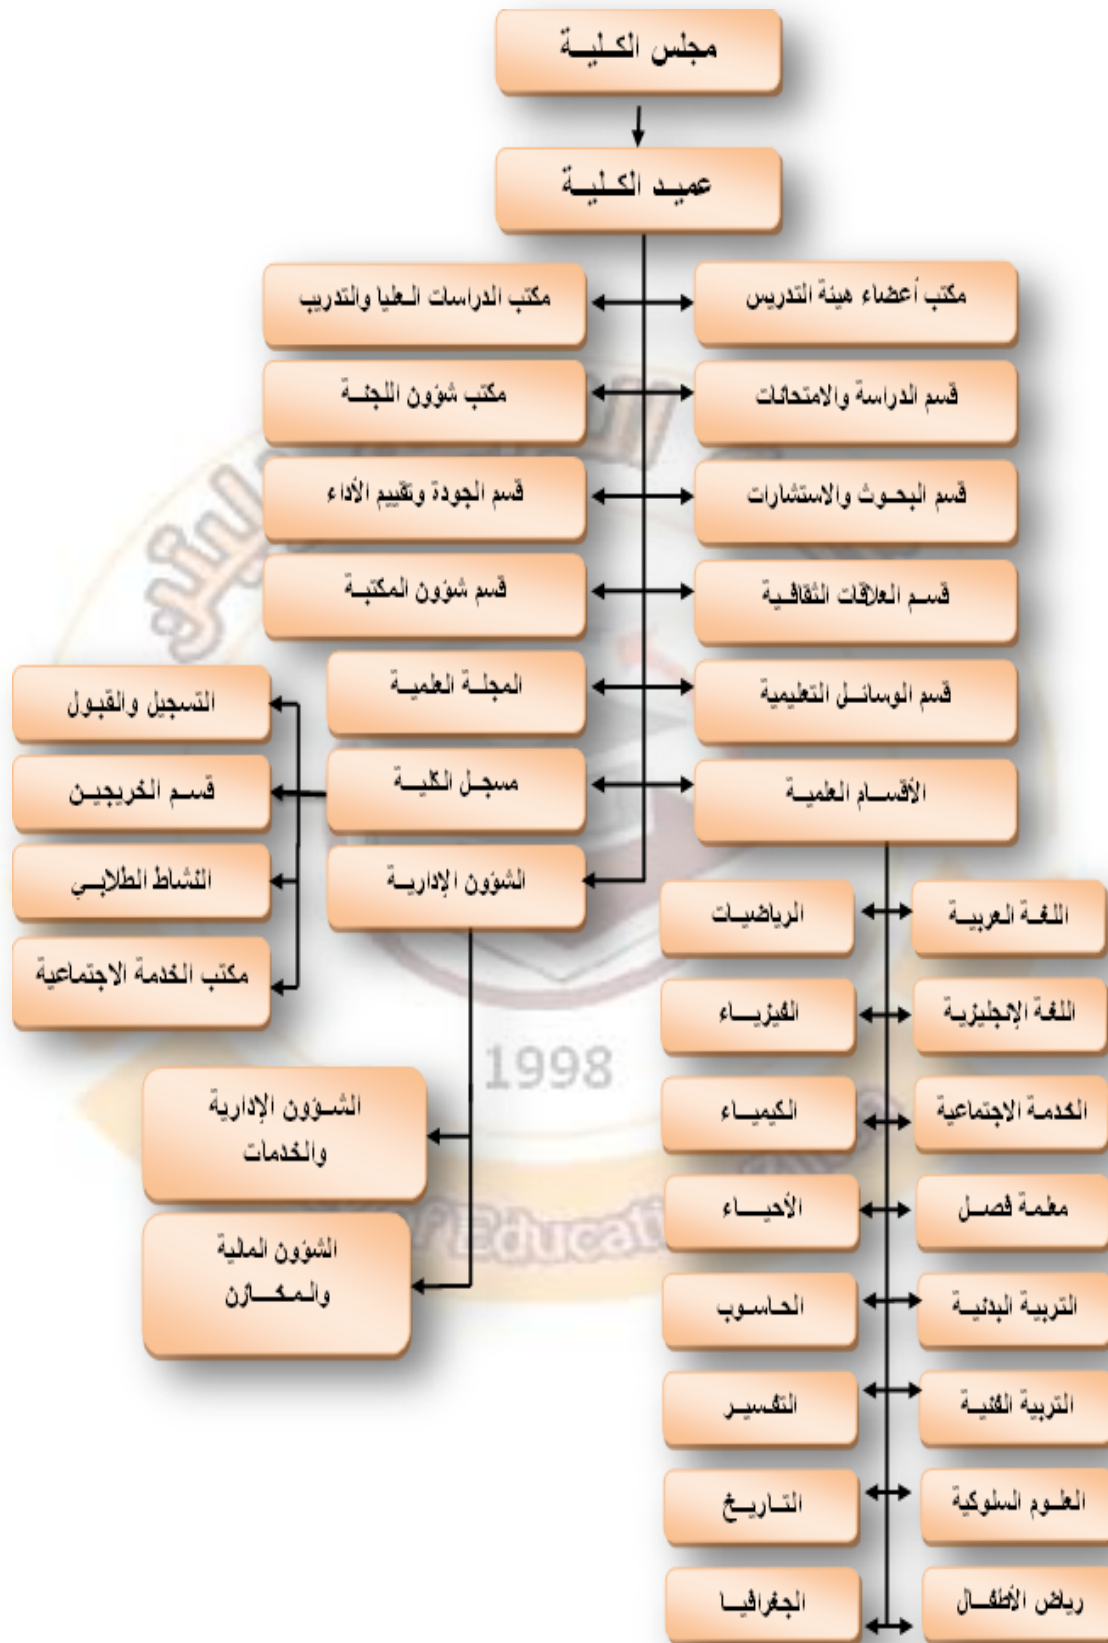 مجلس الكلية
عميد الكلية
مكتب أعضاء هيئة التدريس
مكتب الدراسات العليا والتدريب
قسم الدراسة والامتحانات
مكتب شؤون اللجنة
قسم البحوث والاستشارات
قسم الجودة وتقييم الأداء
قسم العلاقات الثقافية
قسم شؤون المكتبة
قسم الوسائل التعليمية
المجلة العلمية
الأقسام العلمية
مسجل الكلية
الشؤون الإدارية
التسجيل والقبول
قسم الخريجين
النشاط الطلابي
مكتب الخدمة الاجتماعية
الشؤون الإدارية
والخدمات
الشؤون المالية
والمخازن
اللغة العربية
الرياضيات
اللغة الإنجليزية
الفيزياء
الخدمة الاجتماعية
الكيمياء
معلمة فصل
الأحياء
التربية البدنية
الحاسوب
التربية الفنية
التفسير
العلوم السلوكية
التاريخ
رياض الأطفال
الجغرافيا
1998
of Educati